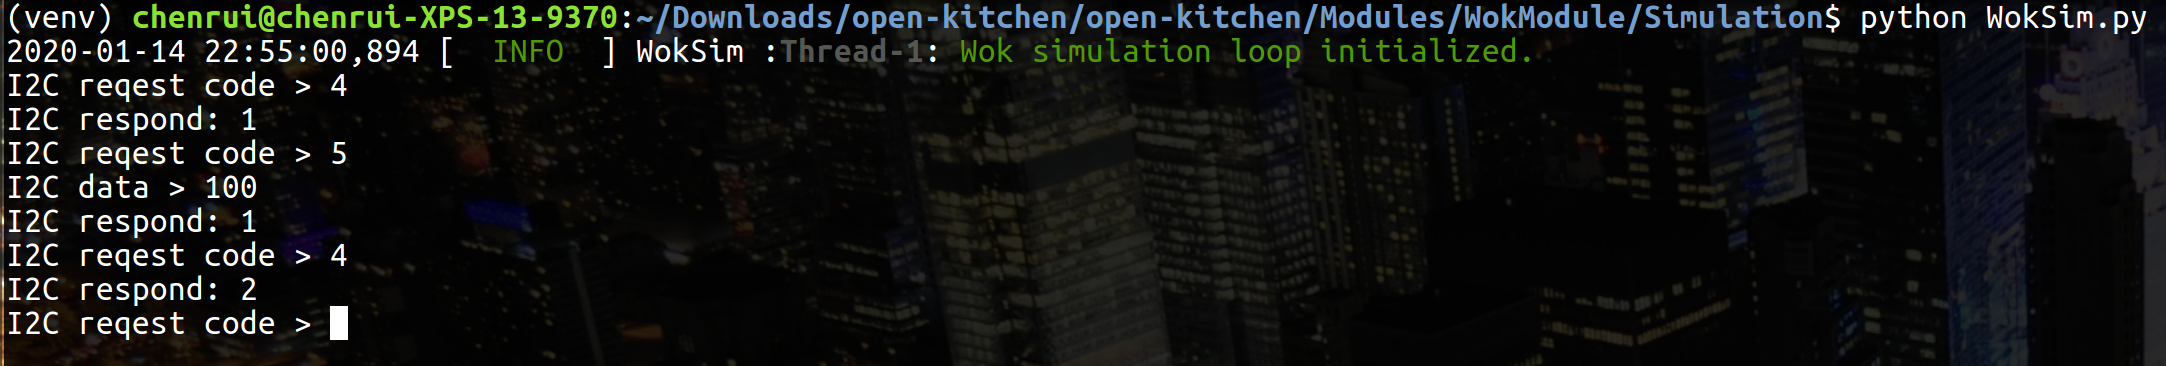 (venv) chenrui@chenrui-XPS-13-9370:~/Downloads/open-kitchen/open-kitchen/Modules/WokModule/Simulation$ python WokSim.py
2020-01-14 22:55:00,894 [  INFO  ] WokSim :Thread-1: Wok simulation loop initialized.
I2C reqest code > 4
I2C respond: 1
I2C reqest code > 5
I2C data > 100
I2C respond: 1
I2C reqest code > 4
I2C respond: 2
I2C reqest code >